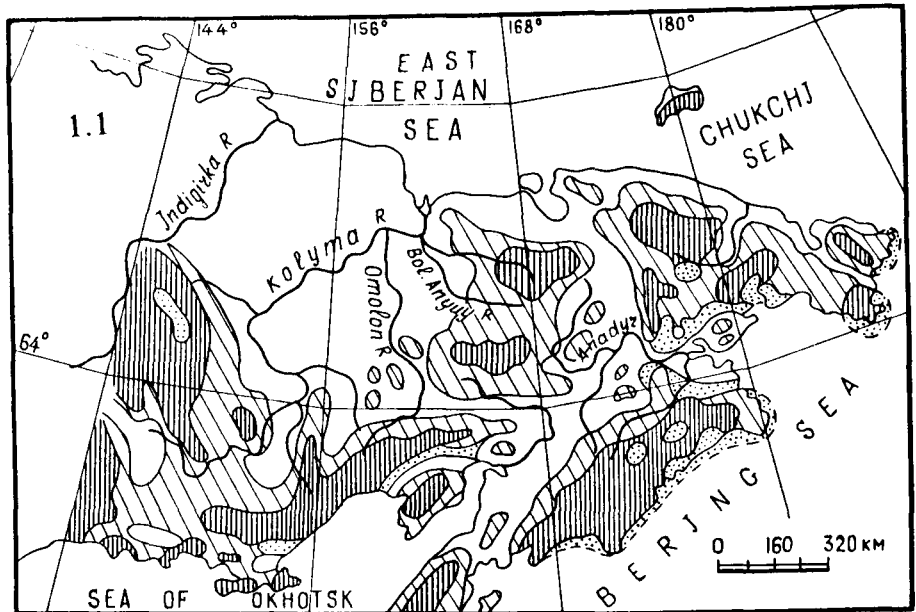 144°
156°
168°
180°
EAST
SJBERJAN
SEA
CHUKCHJ
SEA
1.1
Indigirka R
Kolyma R
Omolon R
Bol. Anyuy R
Anadyr
64°
BERJNG SEA
0 160 320 KM
SEA OF OKHOTSK